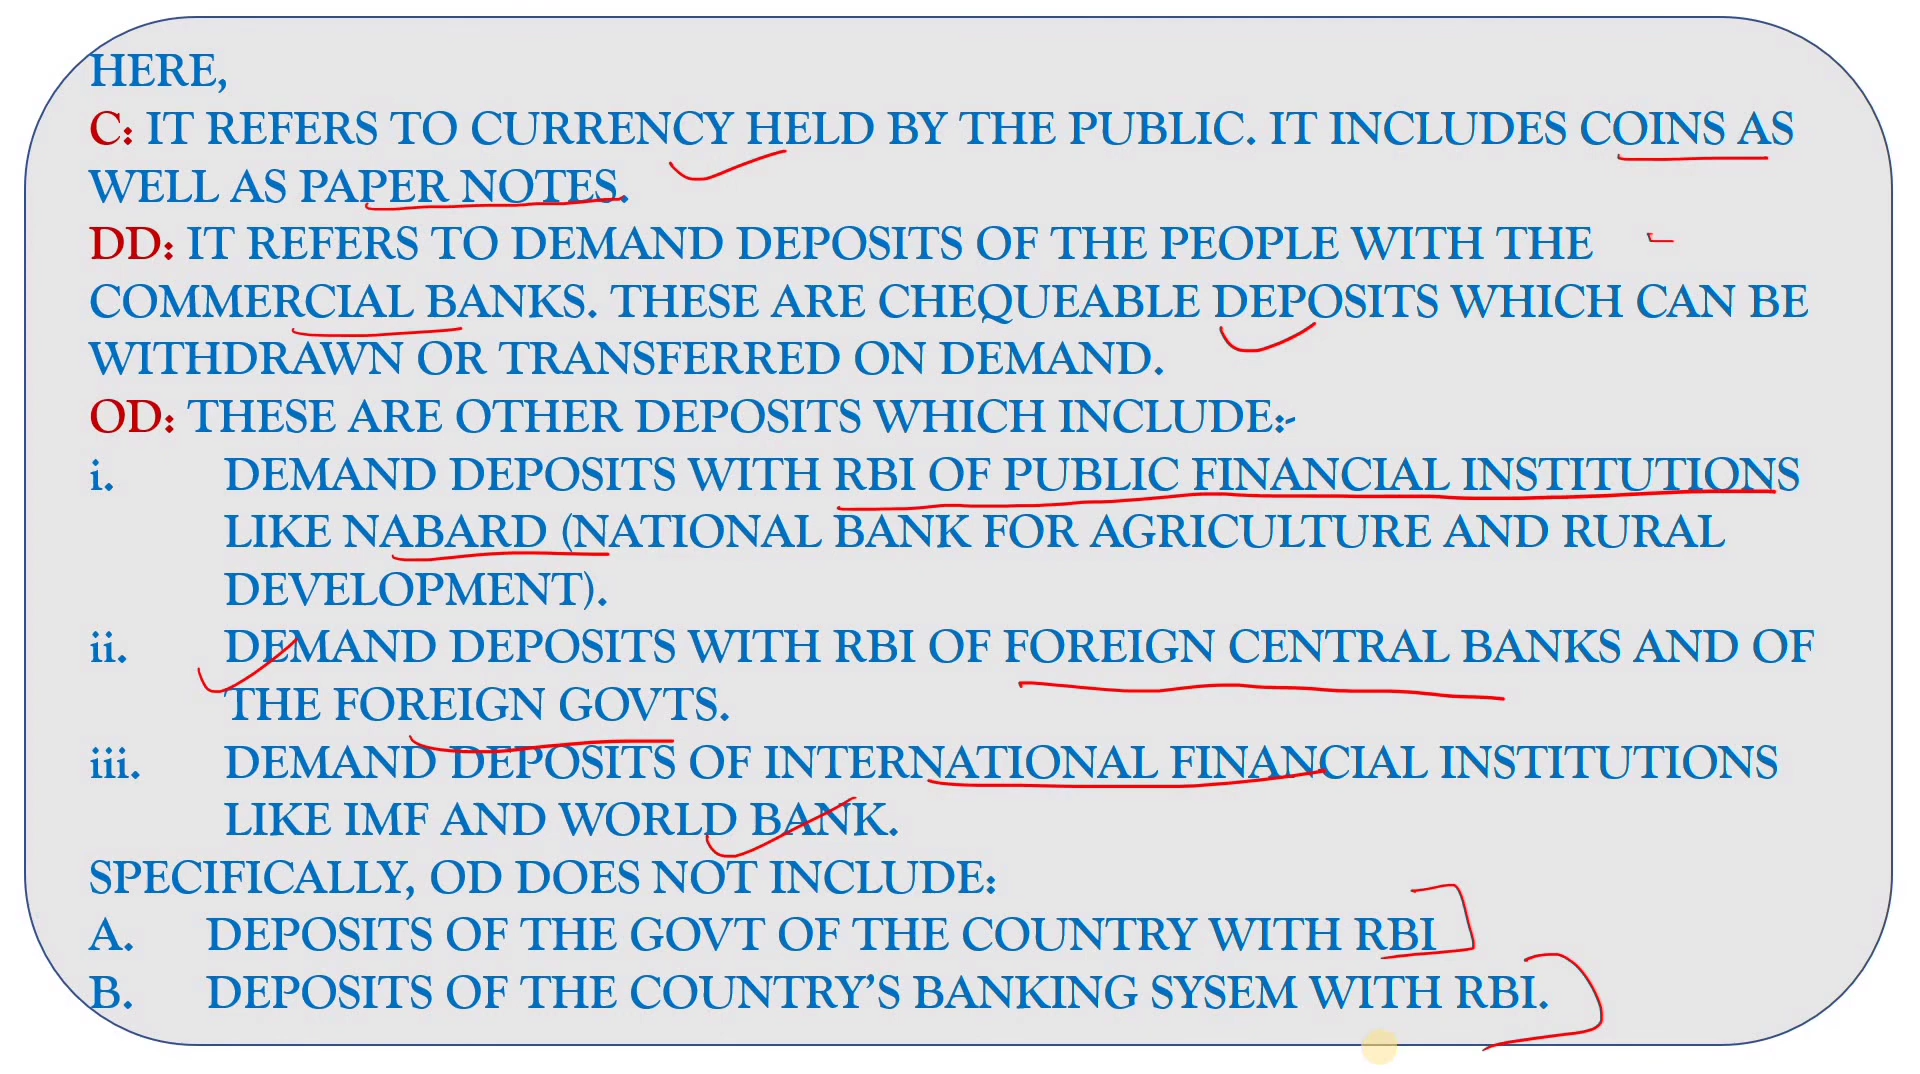 HERE,
C: IT REFERS TO CURRENCY HELD BY THE PUBLIC. IT INCLUDES COINS AS
WELL AS PAPER NOTES.
DD: IT REFERS TO DEMAND DEPOSITS OF THE PEOPLE WITH THE
COMMERCIAL BANKS. THESE ARE CHEQUEABLE DEPOSITS WHICH CAN BE
WITHDRAWN OR TRANSFERRED ON DEMAND.
OD: THESE ARE OTHER DEPOSITS WHICH INCLUDE:-
i. DEMAND DEPOSITS WITH RBI OF PUBLIC FINANCIAL INSTITUTIONS
LIKE NABARD (NATIONAL BANK FOR AGRICULTURE AND RURAL
DEVELOPMENT).
ii. DEMAND DEPOSITS WITH RBI OF FOREIGN CENTRAL BANKS AND OF
THE FOREIGN GOVTS.
iii. DEMAND DEPOSITS OF INTERNATIONAL FINANCIAL INSTITUTIONS
LIKE IMF AND WORLD BANK.
SPECIFICALLY, OD DOES NOT INCLUDE:
A. DEPOSITS OF THE GOVT OF THE COUNTRY WITH RBI
B. DEPOSITS OF THE COUNTRY'S BANKING SYSEM WITH RBI.